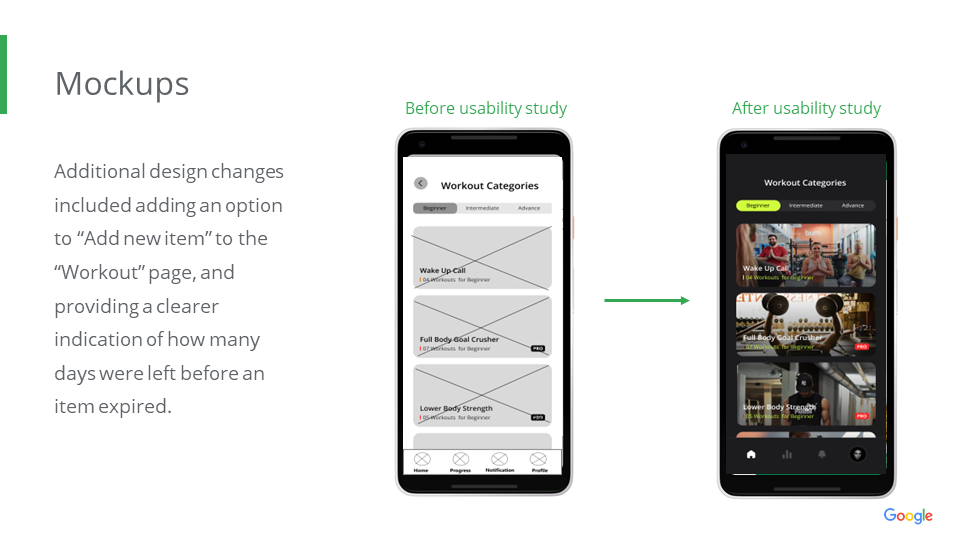 Mockups
Additional design changes
included adding an option
to “Add new item” to the
“Workout” page, and
providing a clearer
indication of how many
days were left before an
item expired.
Before usability study
Workout Categories
Beginner Intermediate Advance
Wake Up Call
04 Workouts for Beginner
Full Body Goal Crusher
07 Workouts for Beginner
PRO
Lower Body Strength
05 Workouts for Beginner
PRO
Home Progress Notification Profile
After usability study
Workout Categories
Beginner Intermediate Advance
burn
Wake Up Call
04 Workouts for Beginner
Full Body Goal Crusher
07 Workouts for Beginner
PRO
Lower Body Strength
05 Workouts for Beginner
PRO
Google